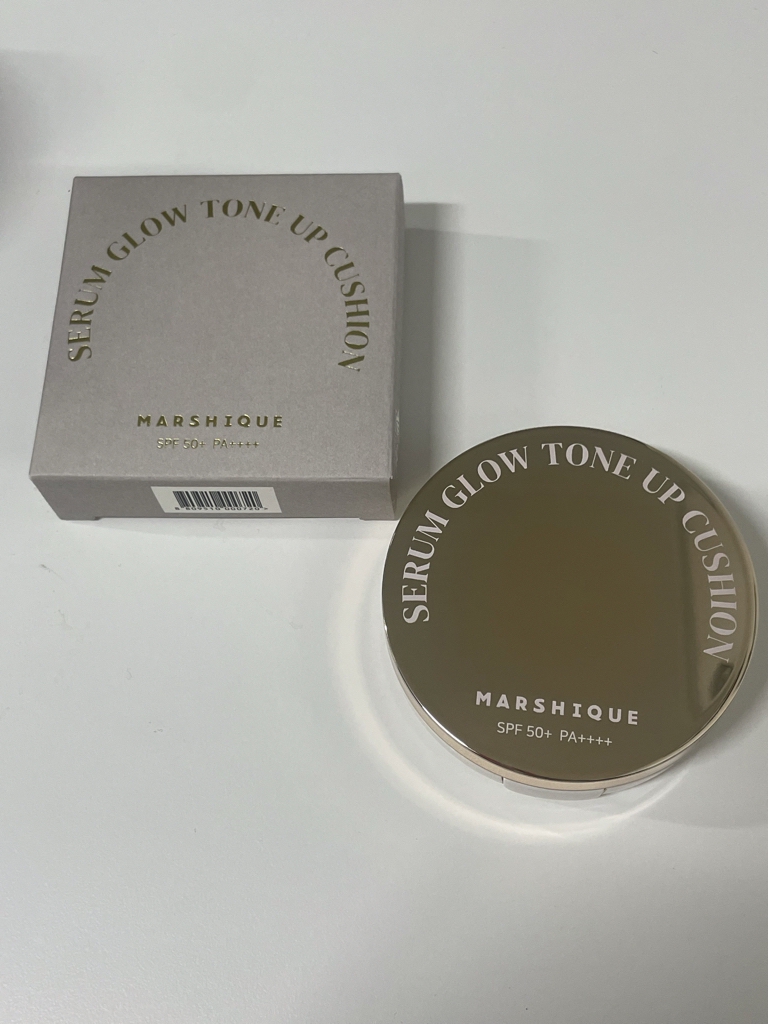 SERUM GLOW TONE UP CUSHION
MARSHIQUE
SPF 50+ PA++++
SERUM GLOW TONE UP CUSHION
MARSHIQUE
SPF 50+ PA++++